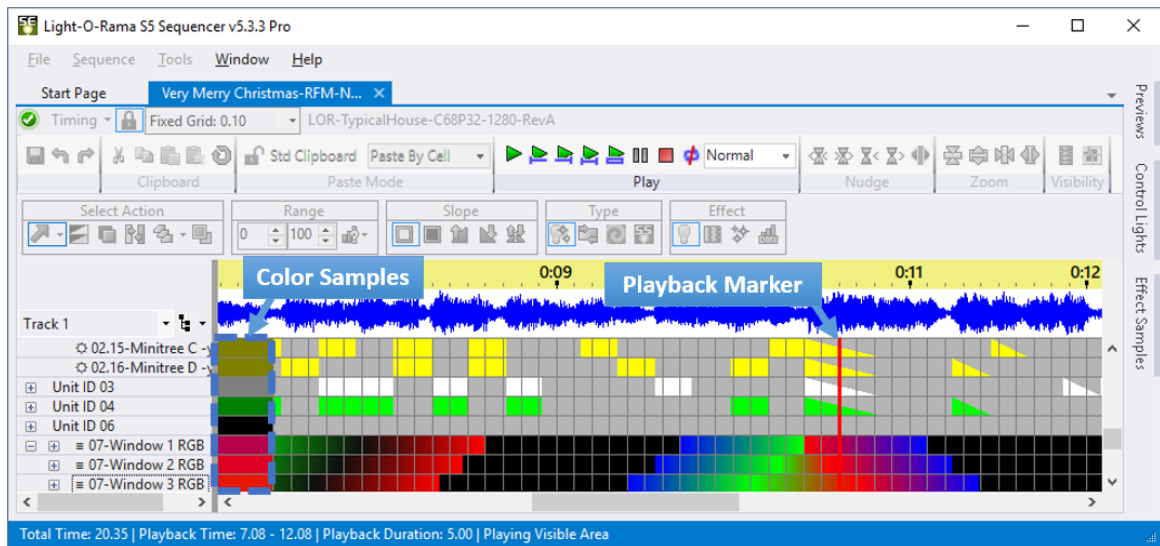 Light-O-Rama S5 Sequencer v5.3.3 Pro
File Sequence Tools Window Help
Start Page Very Merry Christmas-RFM-N...
Timing Fixed Grid: 0.10 LOR-TypicalHouse-C68P32-1280-RevA
Std Clipboard Paste By Cell Normal
Clipboard Paste Mode Play Nudge Zoom Visibility
Select Action Range Slope Type Effect
0 100
Color Samples 0:09 Playback Marker 0:11 0:12
Track 1
02.15-Minitree C -y
02.16-Minitree D -y
Unit ID 03
Unit ID 04
Unit ID 06
07-Window 1 RGB
07-Window 2 RGB
07-Window 3 RGB
Total Time: 20.35 | Playback Time: 7.08 - 12.08 | Playback Duration: 5.00 | Playing Visible Area
Previews
Control Lights
Effect Samples